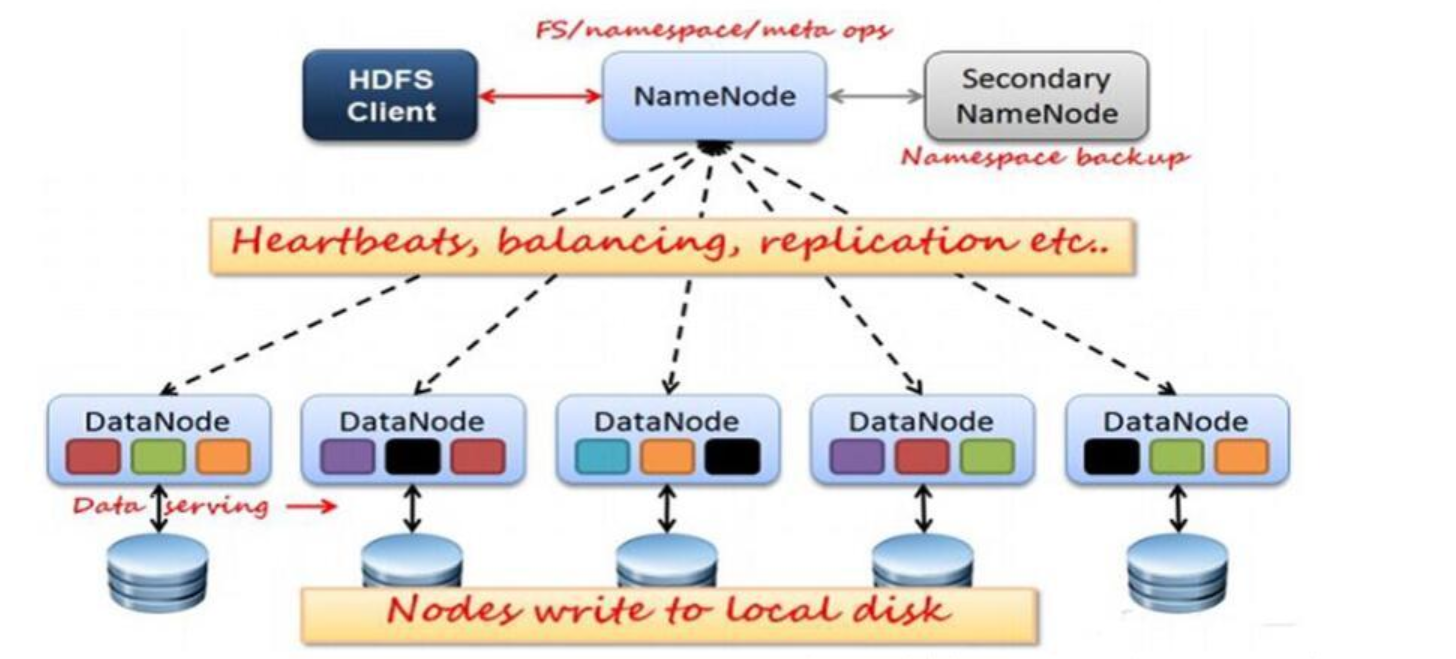 FS/namespace/meta ops
HDFS
Client
NameNode
Secondary
NameNode
Namespace backup
Heartbeats, balancing, replication etc..
DataNode
DataNode
DataNode
DataNode
DataNode
Data serving
Nodes write to local disk